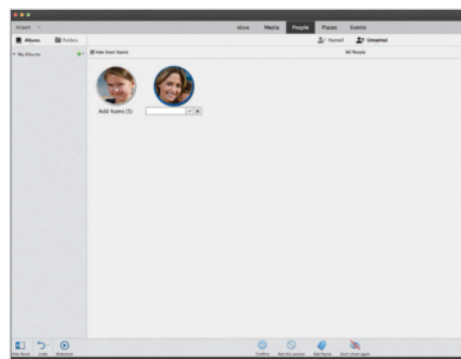 Import
eLive Media People Places Events
Albums Folders
Named Unnamed
My Albums
Hide Small Stacks
All People
Add Name (5)
Hide Panel Undo Slideshow
Confirm Not this person Add Name Don't show again